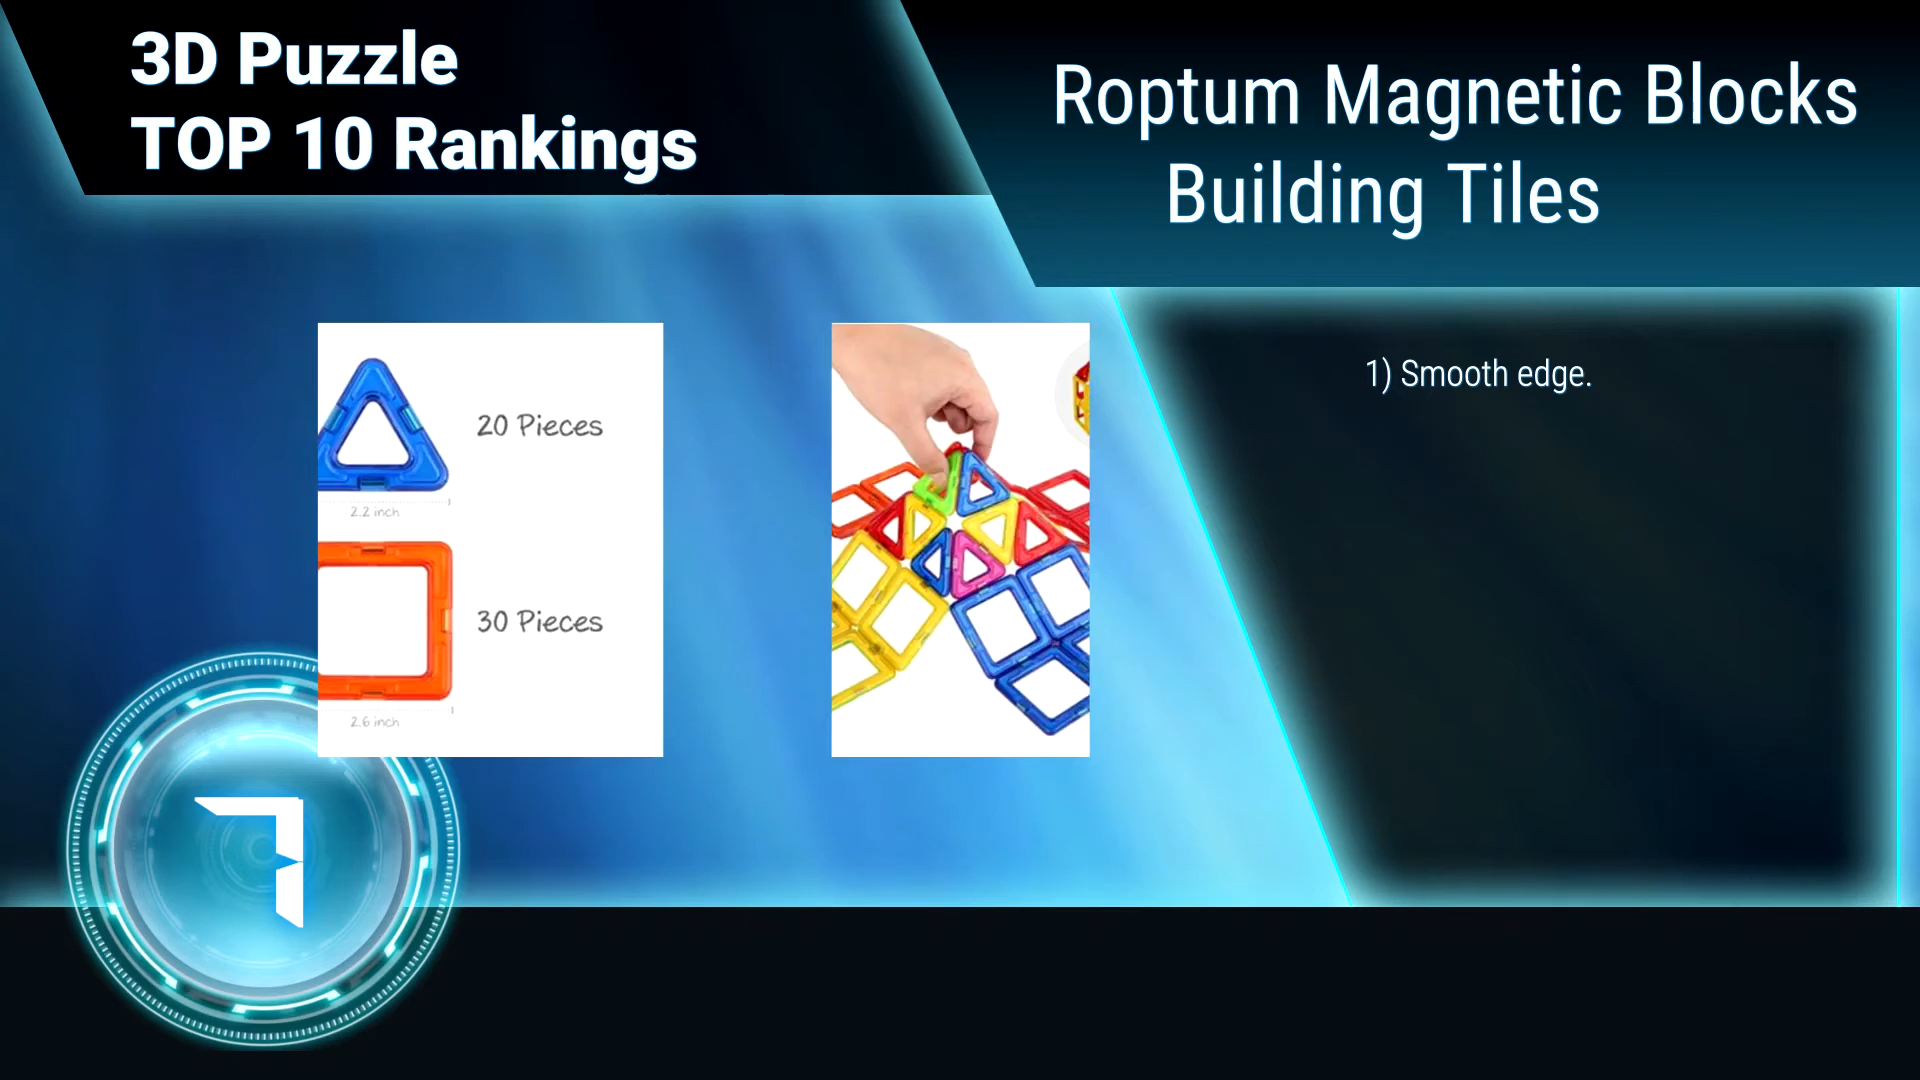 3D Puzzle
TOP 10 Rankings
Roptum Magnetic Blocks
Building Tiles
20 Pieces
2.2 inch
30 Pieces
2.6 inch
1) Smooth edge.
7